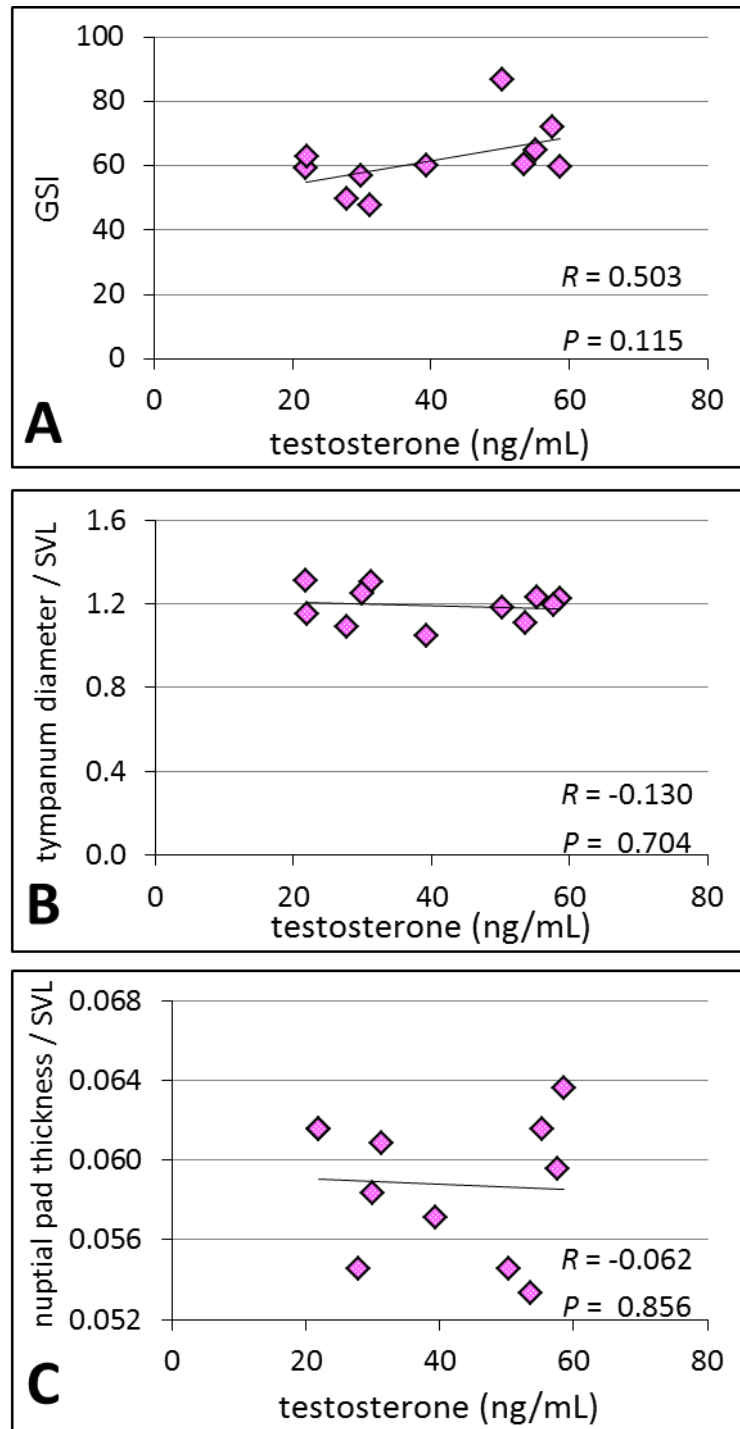 100
80
60
40
20
0
GSI
R = 0.503
P = 0.115
0 20 40 60 80
testosterone (ng/mL)
A
1.6
1.2
0.8
0.4
0.0
tympanum diameter / SVL
R = -0.130
P = 0.704
0 20 40 60 80
testosterone (ng/mL)
B
0.068
0.064
0.060
0.056
0.052
nuptial pad thickness / SVL
R = -0.062
P = 0.856
0 20 40 60 80
testosterone (ng/mL)
C